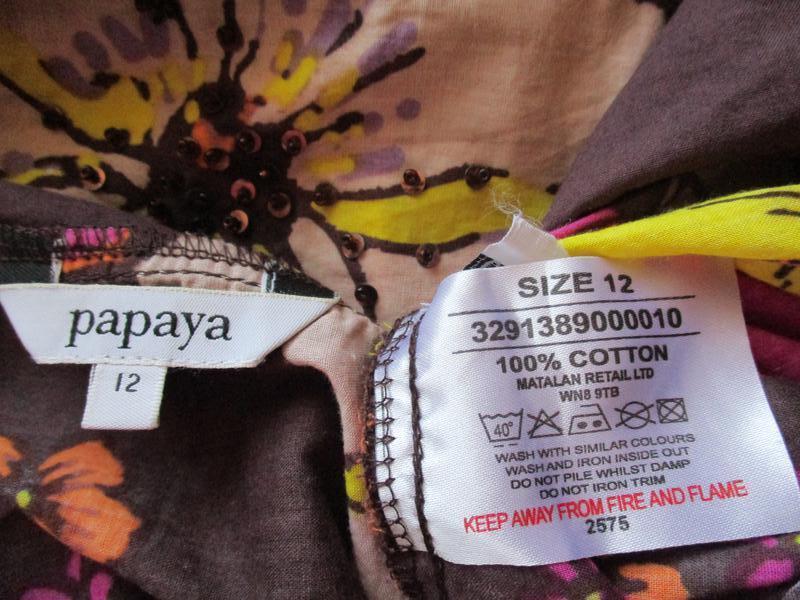 papaya
12
SIZE 12
3291389000010
100% COTTON
MATALAN RETAIL LTD
WN8 9TB
40°
WASH WITH SIMILAR COLOURS
WASH AND IRON INSIDE OUT
DO NOT PILE WHILST DAMP
DO NOT IRON TRIM
KEEP AWAY FROM FIRE AND FLAME
2575